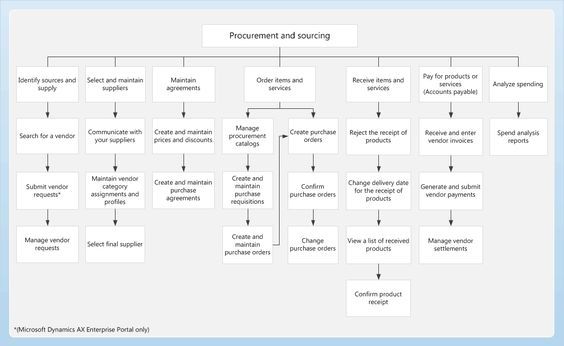 Procurement and sourcing
Identify sources and
supply
Select and maintain
suppliers
Maintain
agreements
Order items and
services
Receive items and
services
Pay for products or
services
(Accounts payable)
Analyze spending
Search for a vendor
Communicate with
your suppliers
Create and maintain
prices and discounts
Manage
procurement
catalogs
Create purchase
orders
Reject the receipt of
products
Receive and enter
vendor invoices
Spend analysis
reports
Submit vendor
requests*
Maintain vendor
category
assignments and
profiles
Create and maintain
purchase
agreements
Create and
maintain
purchase
requisitions
Confirm
purchase orders
Change delivery date
for the receipt of
products
Generate and submit
vendor payments
Manage vendor
requests
Select final supplier
Create and
maintain
purchase orders
Change
purchase orders
View a list of received
products
Manage vendor
settlements
Confirm product
receipt
*(Microsoft Dynamics AX Enterprise Portal only)